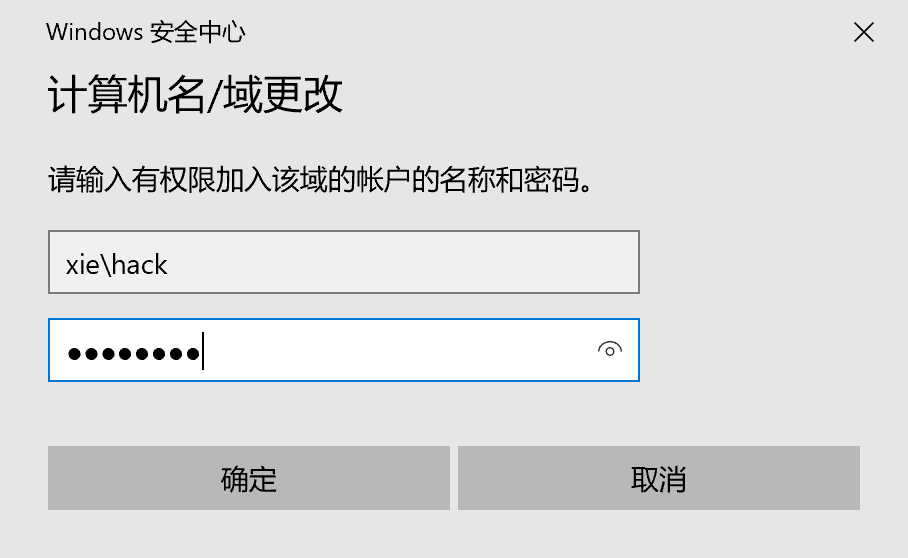 Windows 安全中心
计算机名/域更改
请输入有权限加入该域的帐户的名称和密码。
xie\hack
●●●●●●●●
确定
取消